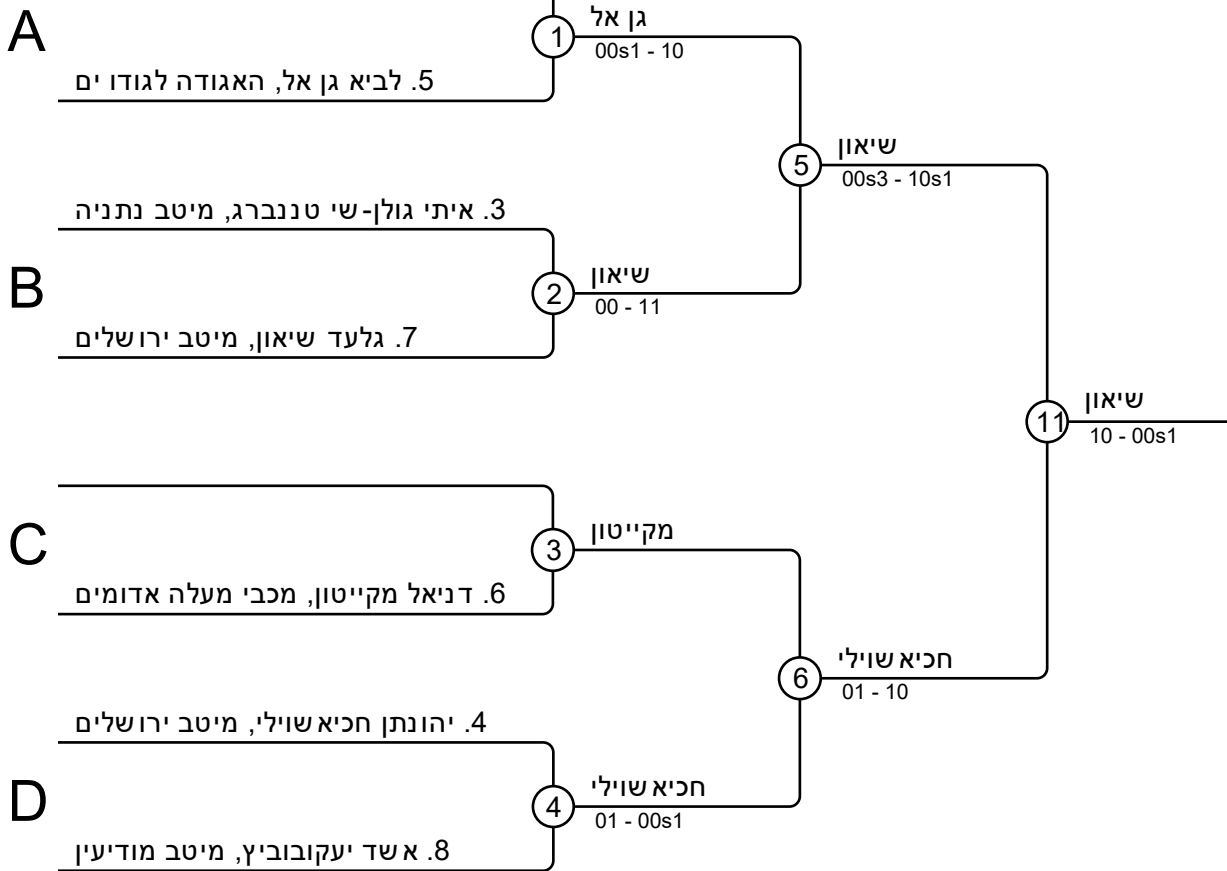 A
1
גן אל
00s1 - 10
5. לביא גן אל, האגודה לגודו ים
5
שיאון
00s3 - 10s1
3. איתי גולן-שי טננברג, מיטב נתניה
B
2
שיאון
00 - 11
7. גלעד שיאון, מיטב ירושלים
11
שיאון
10 - 00s1
C
3
מקייטון
6. דניאל מקייטון, מכבי מעלה אדומים
6
חכיאשוילי
01 - 10
4. יהונתן חכיאשוילי, מיטב ירושלים
D
4
חכיאשוילי
01 - 00s1
8. אשד יעקובוביץ, מיטב מודיעין